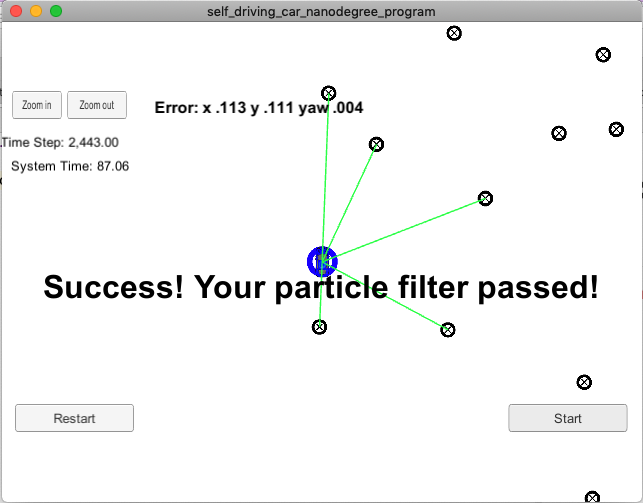 self_driving_car_nanodegree_program
Zoom in
Zoom out
Error: x .113 y .111 yaw .004
Time Step: 2,443.00
System Time: 87.06
Success! Your particle filter passed!
Restart
Start